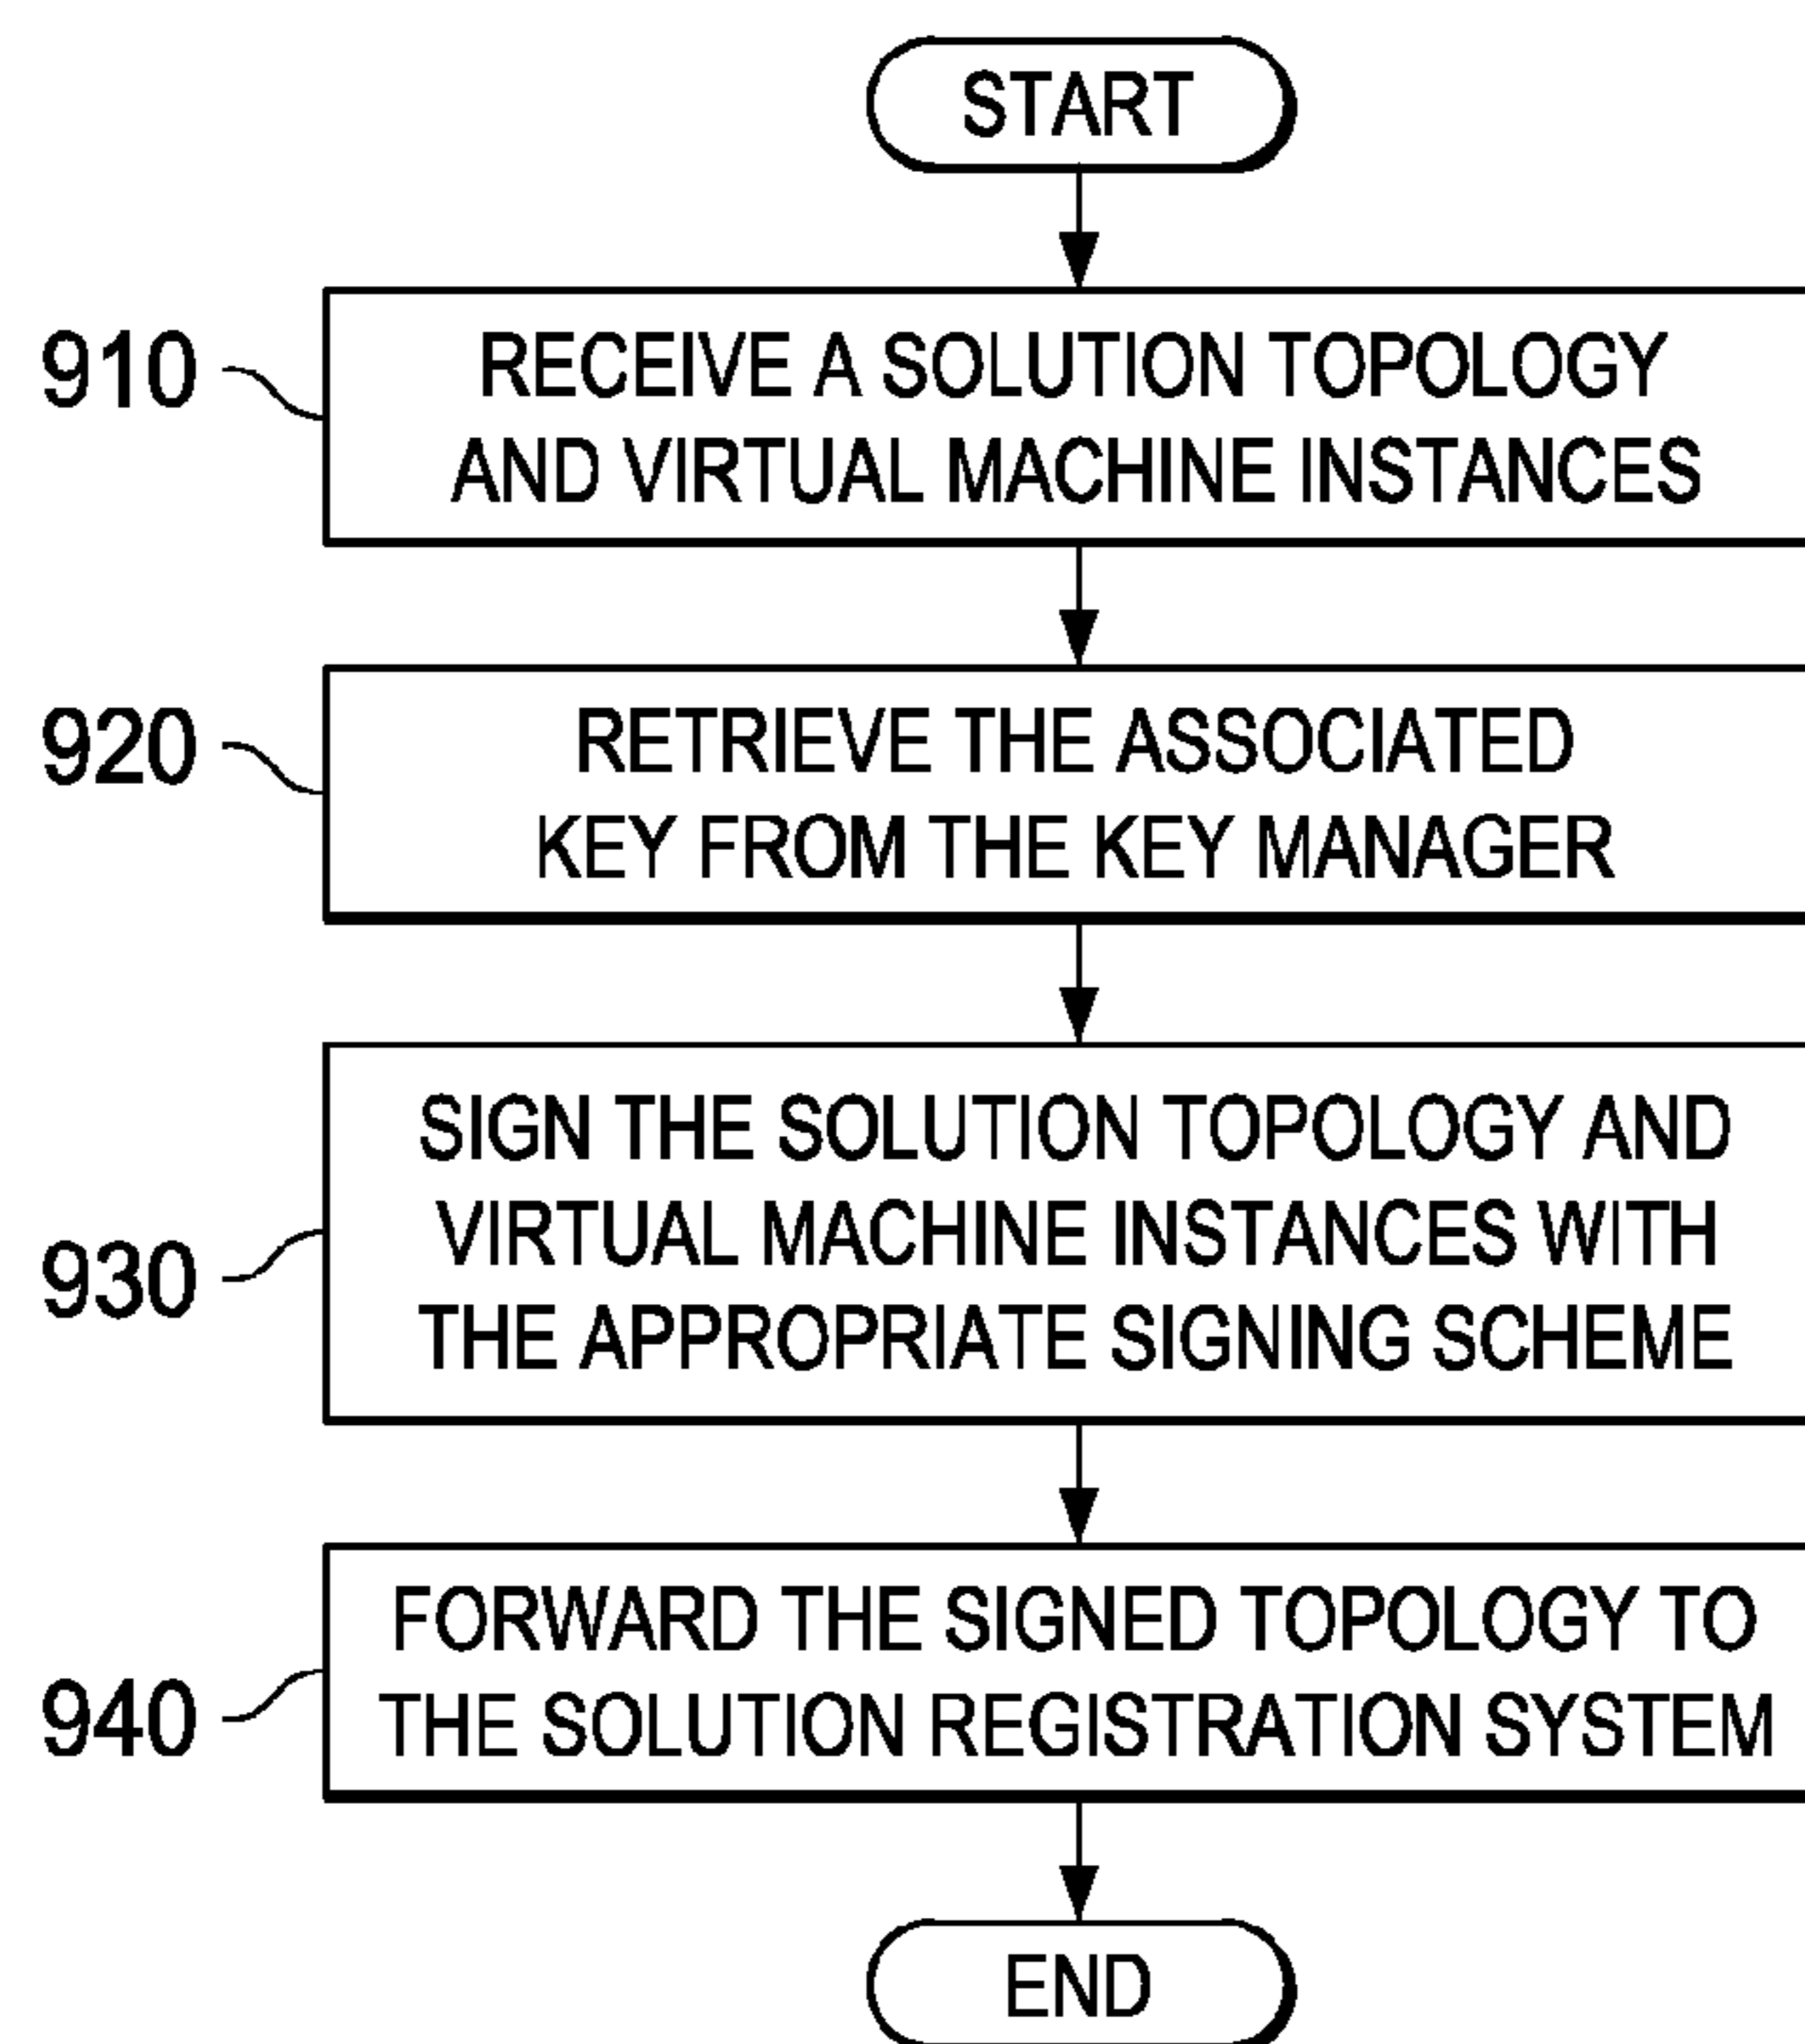 START
910
RECEIVE A SOLUTION TOPOLOGY
AND VIRTUAL MACHINE INSTANCES
920
RETRIEVE THE ASSOCIATED
KEY FROM THE KEY MANAGER
930
SIGN THE SOLUTION TOPOLOGY AND
VIRTUAL MACHINE INSTANCES WITH
THE APPROPRIATE SIGNING SCHEME
940
FORWARD THE SIGNED TOPOLOGY TO
THE SOLUTION REGISTRATION SYSTEM
END